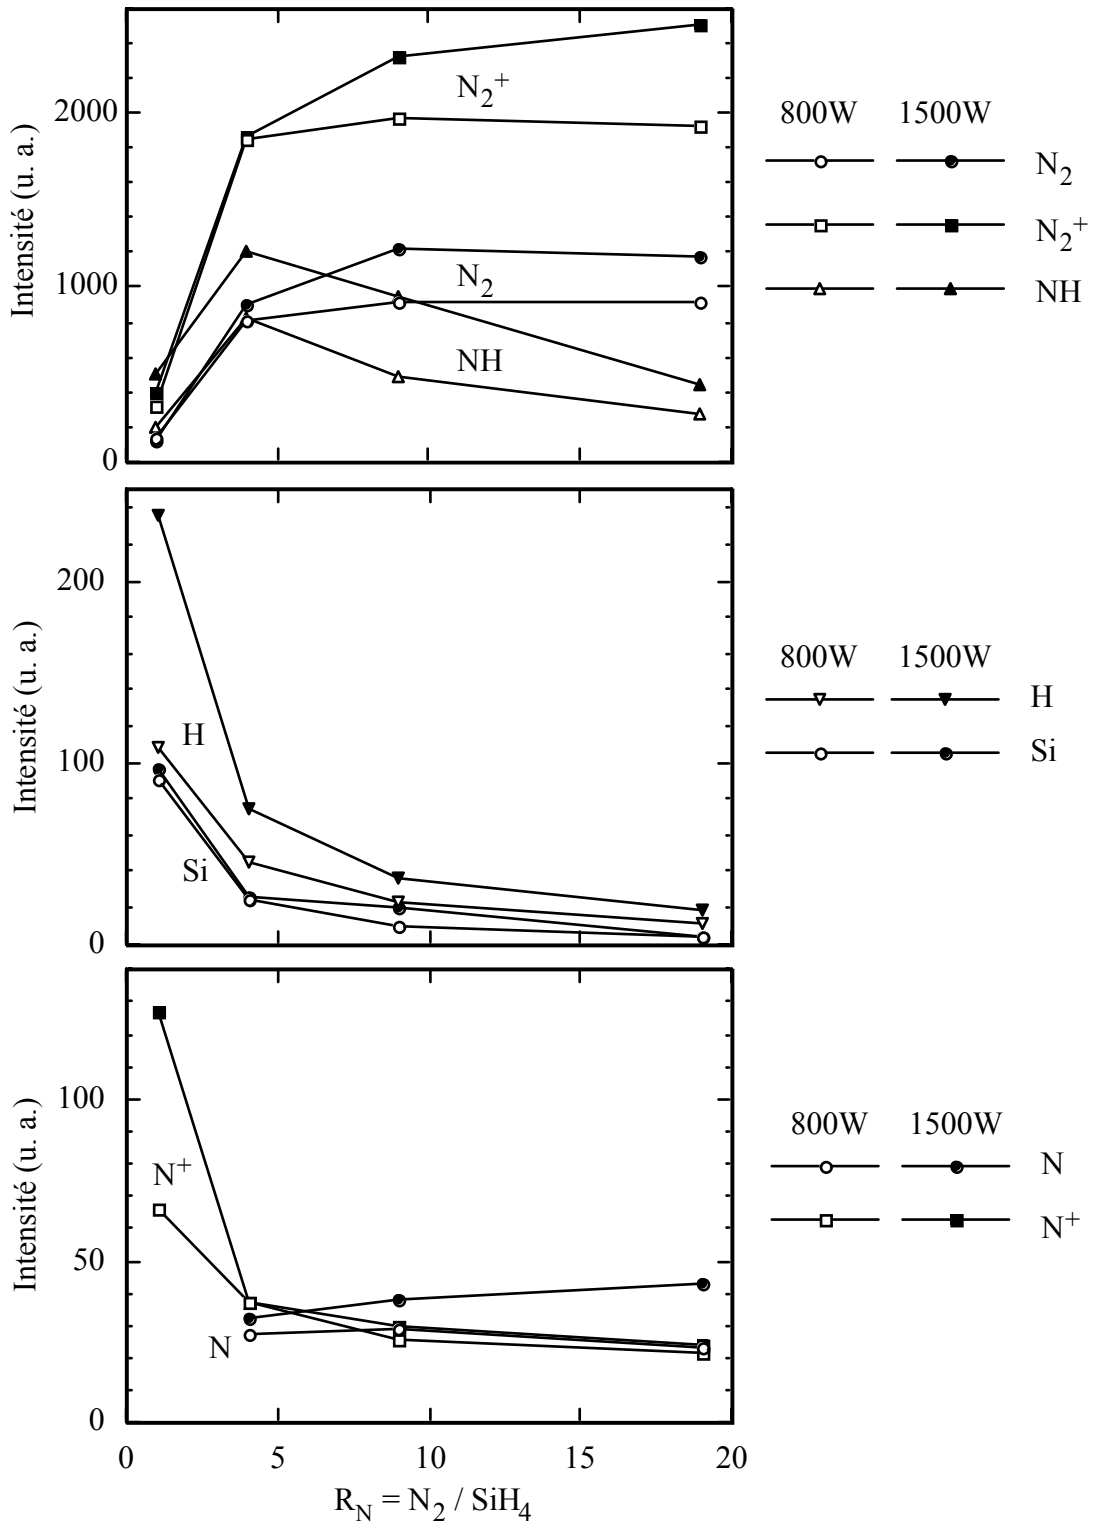 Intensité (u. a.)
2000
1000
0
N₂⁺
N₂
NH
800W 1500W
N₂
N₂⁺
NH
Intensité (u. a.)
200
100
0
H
Si
800W 1500W
H
Si
Intensité (u. a.)
100
50
0
N⁺
N
800W 1500W
N
N⁺
0 5 10 15 20
R_N = N₂ / SiH₄